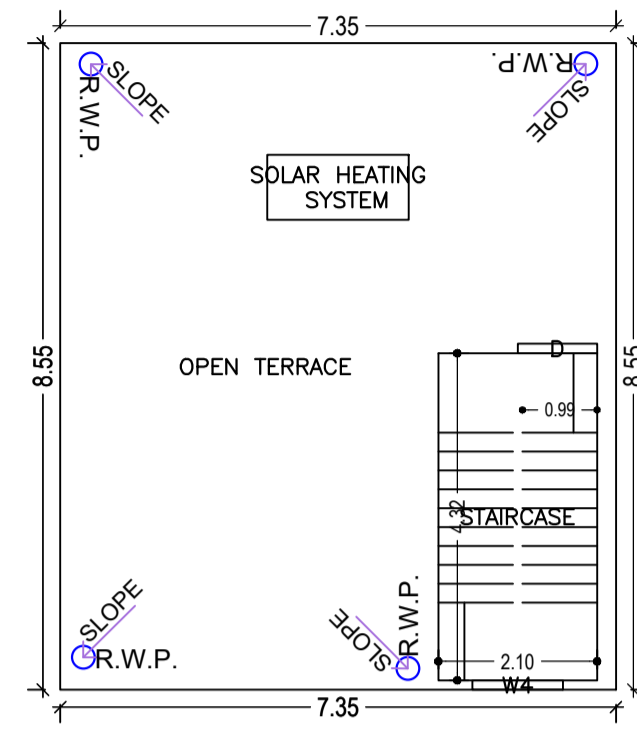 7.35
SLOPE
R.W.P.
R.W.P.
SLOPE
SOLAR HEATING
SYSTEM
8.55
8.55
OPEN TERRACE
D
0.99
4.32
STAIRCASE
SLOPE
R.W.P.
SLOPE
R.W.P.
2.10
W4
7.35